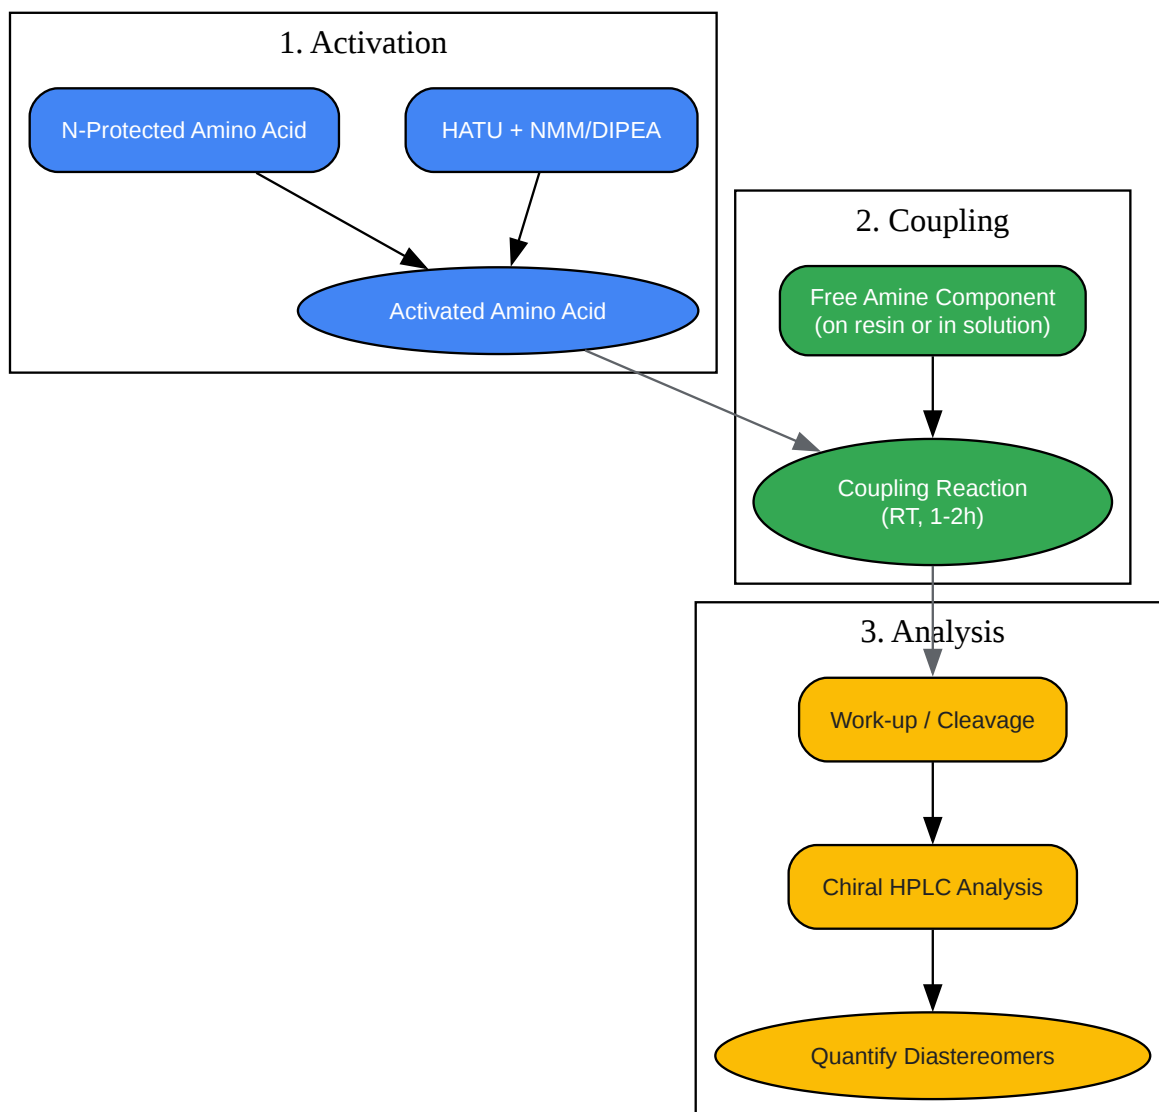 1. Activation
N-Protected Amino Acid
HATU + NMM/DIPEA
Activated Amino Acid
2. Coupling
Free Amine Component
(on resin or in solution)
Coupling Reaction
(RT, 1-2h)
3. Analysis
Work-up / Cleavage
Chiral HPLC Analysis
Quantify Diastereomers